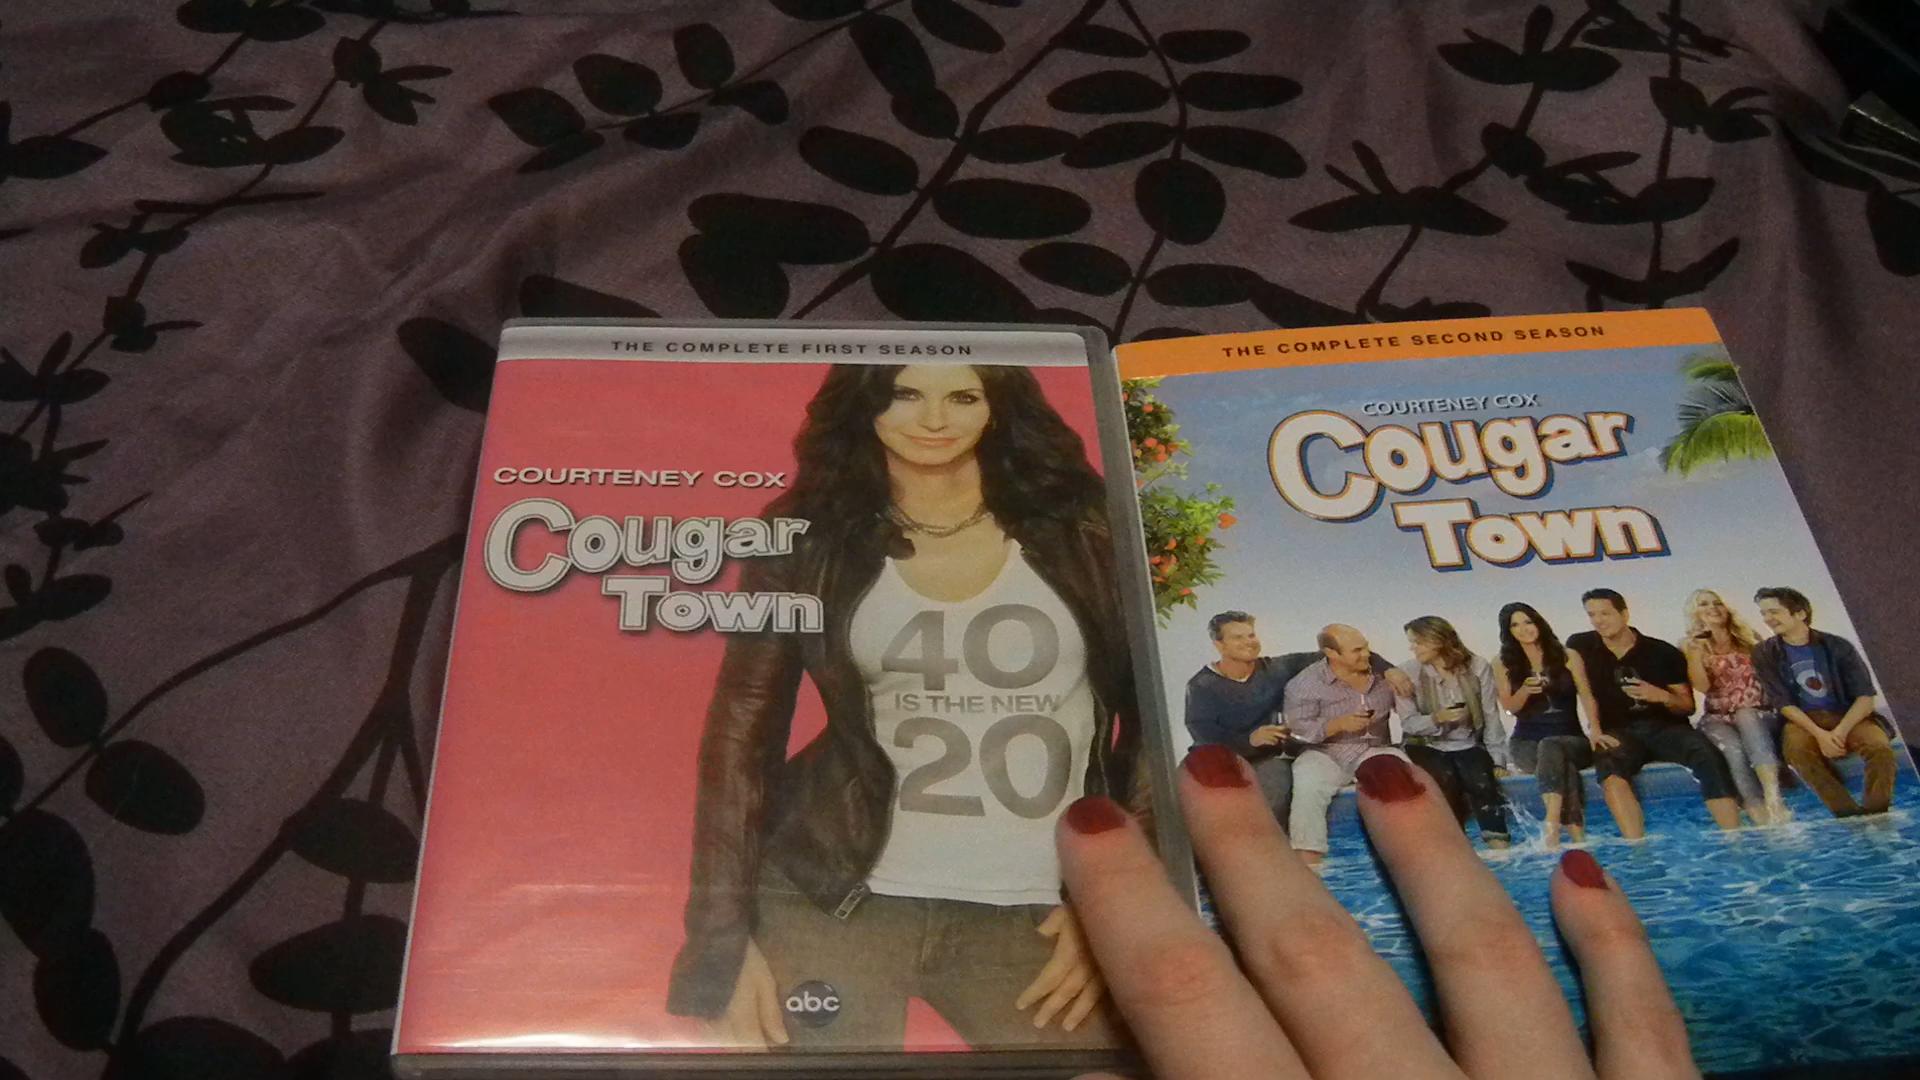 THE COMPLETE FIRST SEASON
COURTENEY COX
Cougar
Town
40
IS THE NEW
20
abc
THE COMPLETE SECOND SEASON
COURTENEY COX
Cougar
Town